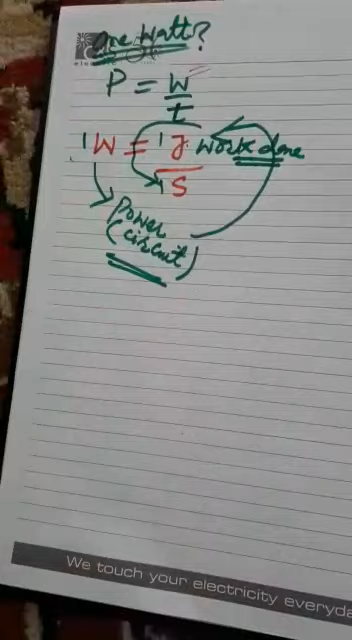 one watt?
P = W
t
1W = 1J work done
1S
Power
(circuit)
We touch your electricity everyda